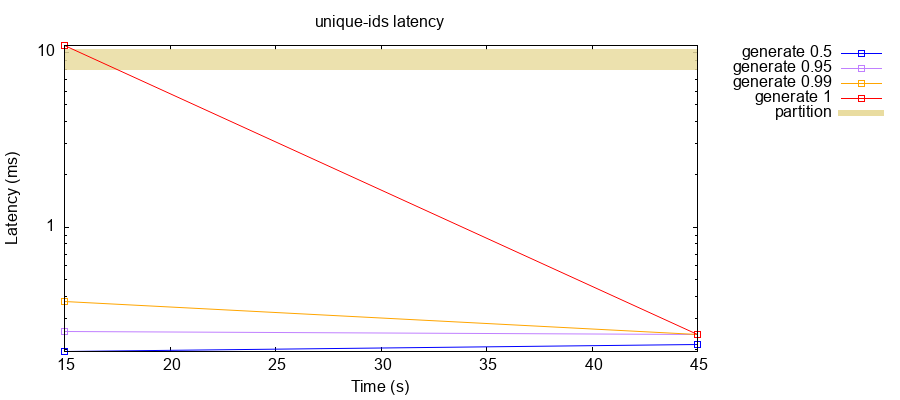 unique-ids latency
10
1
Latency (ms)
15 20 25 30 35 40 45
Time (s)
generate 0.5
generate 0.95
generate 0.99
generate 1
partition